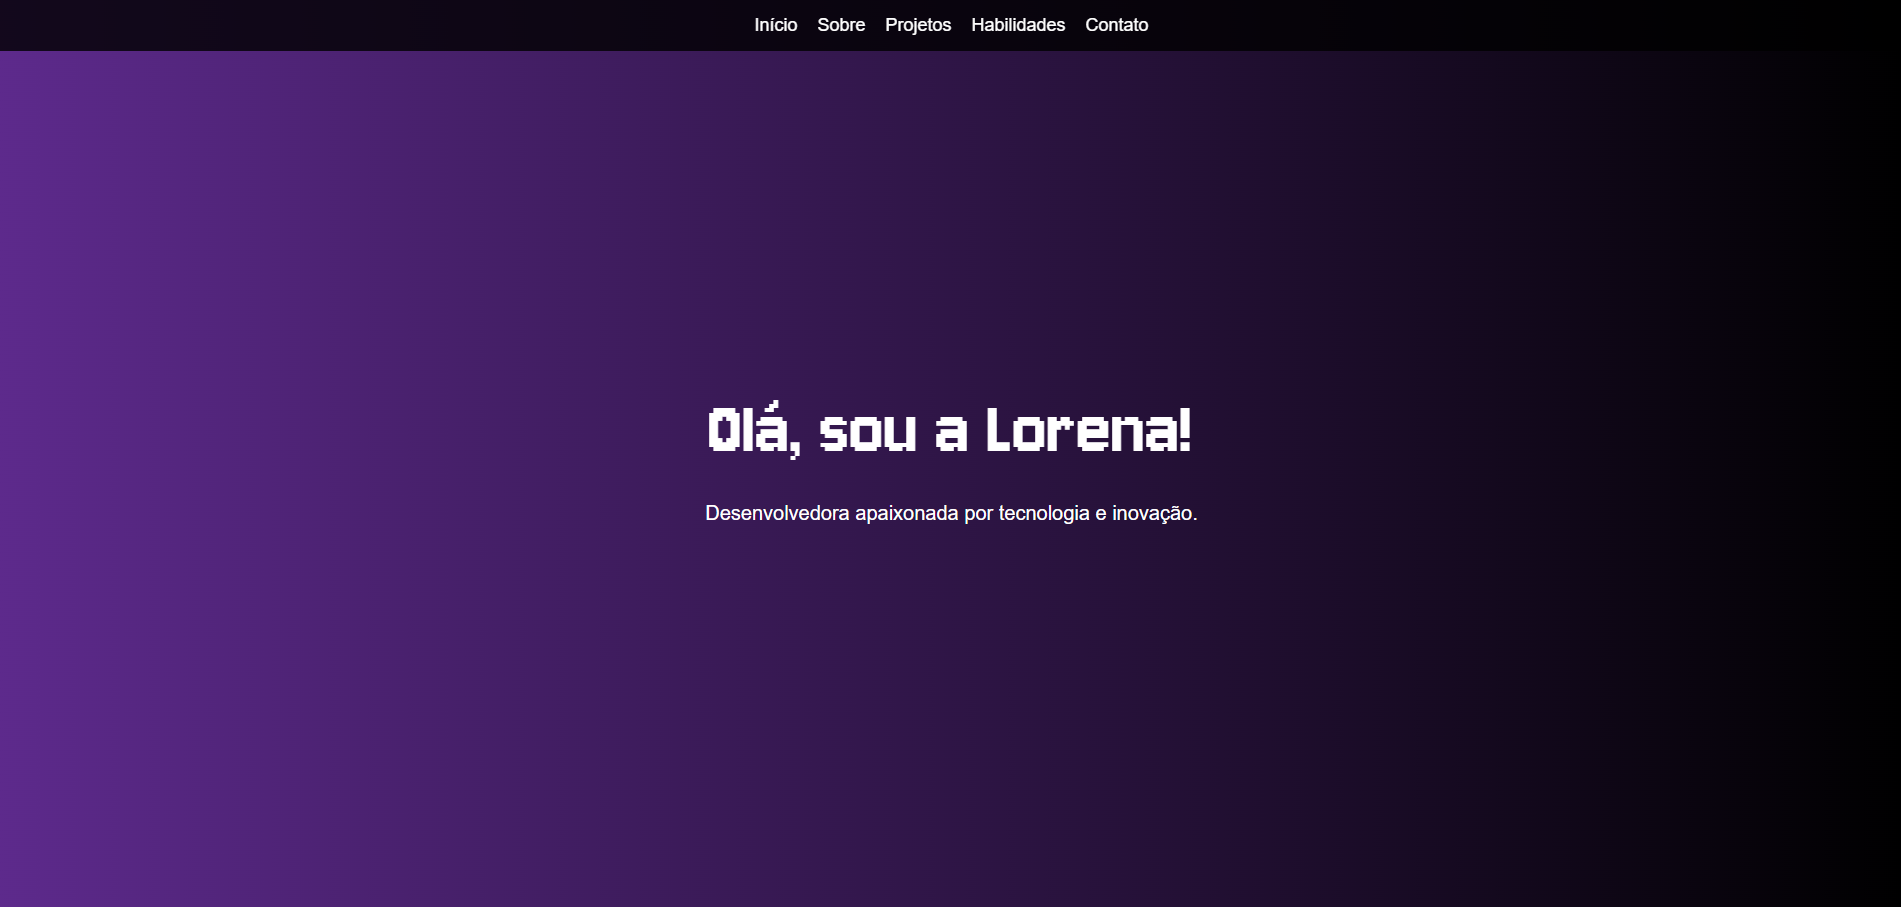 Início Sobre Projetos Habilidades Contato
Olá, sou a Lorena!
Desenvolvedora apaixonada por tecnologia e inovação.